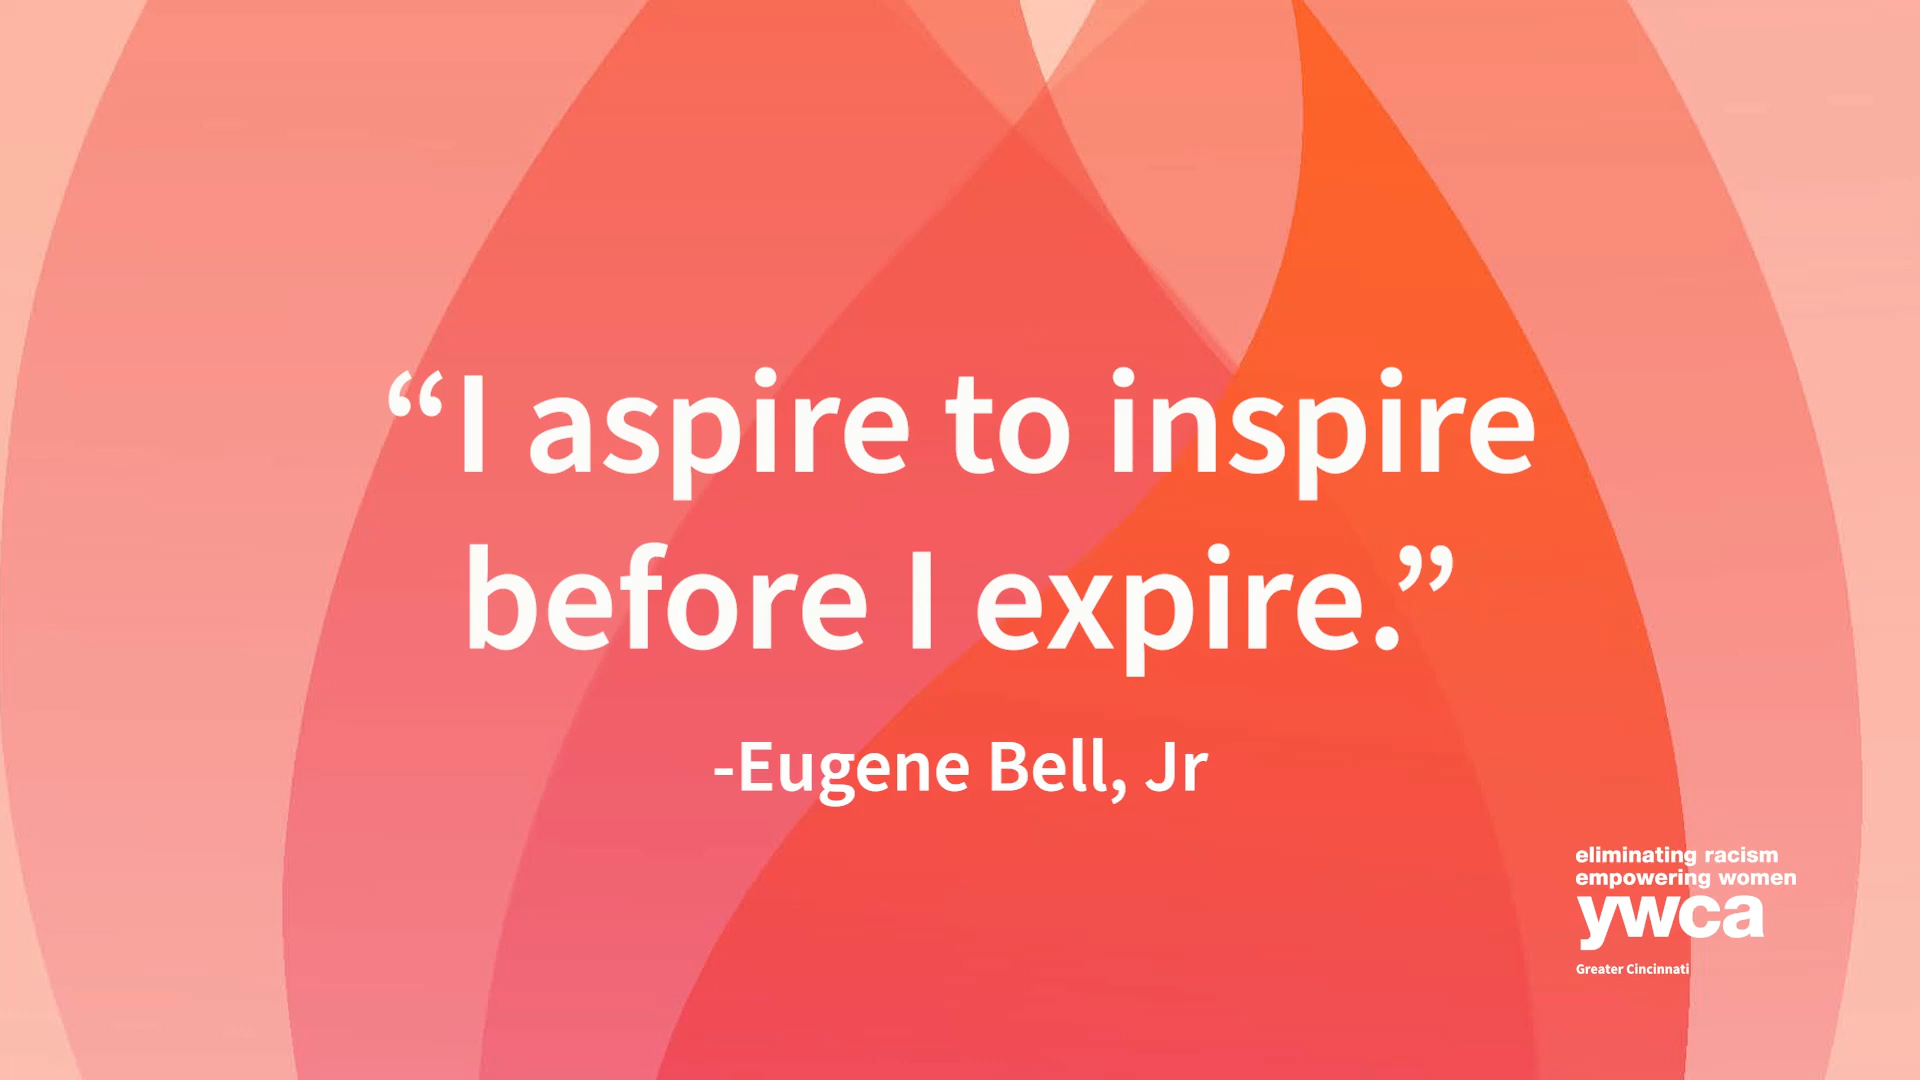 “I aspire to inspire
before I expire.”
-Eugene Bell, Jr
eliminating racism
empowering women
ywca
Greater Cincinnati